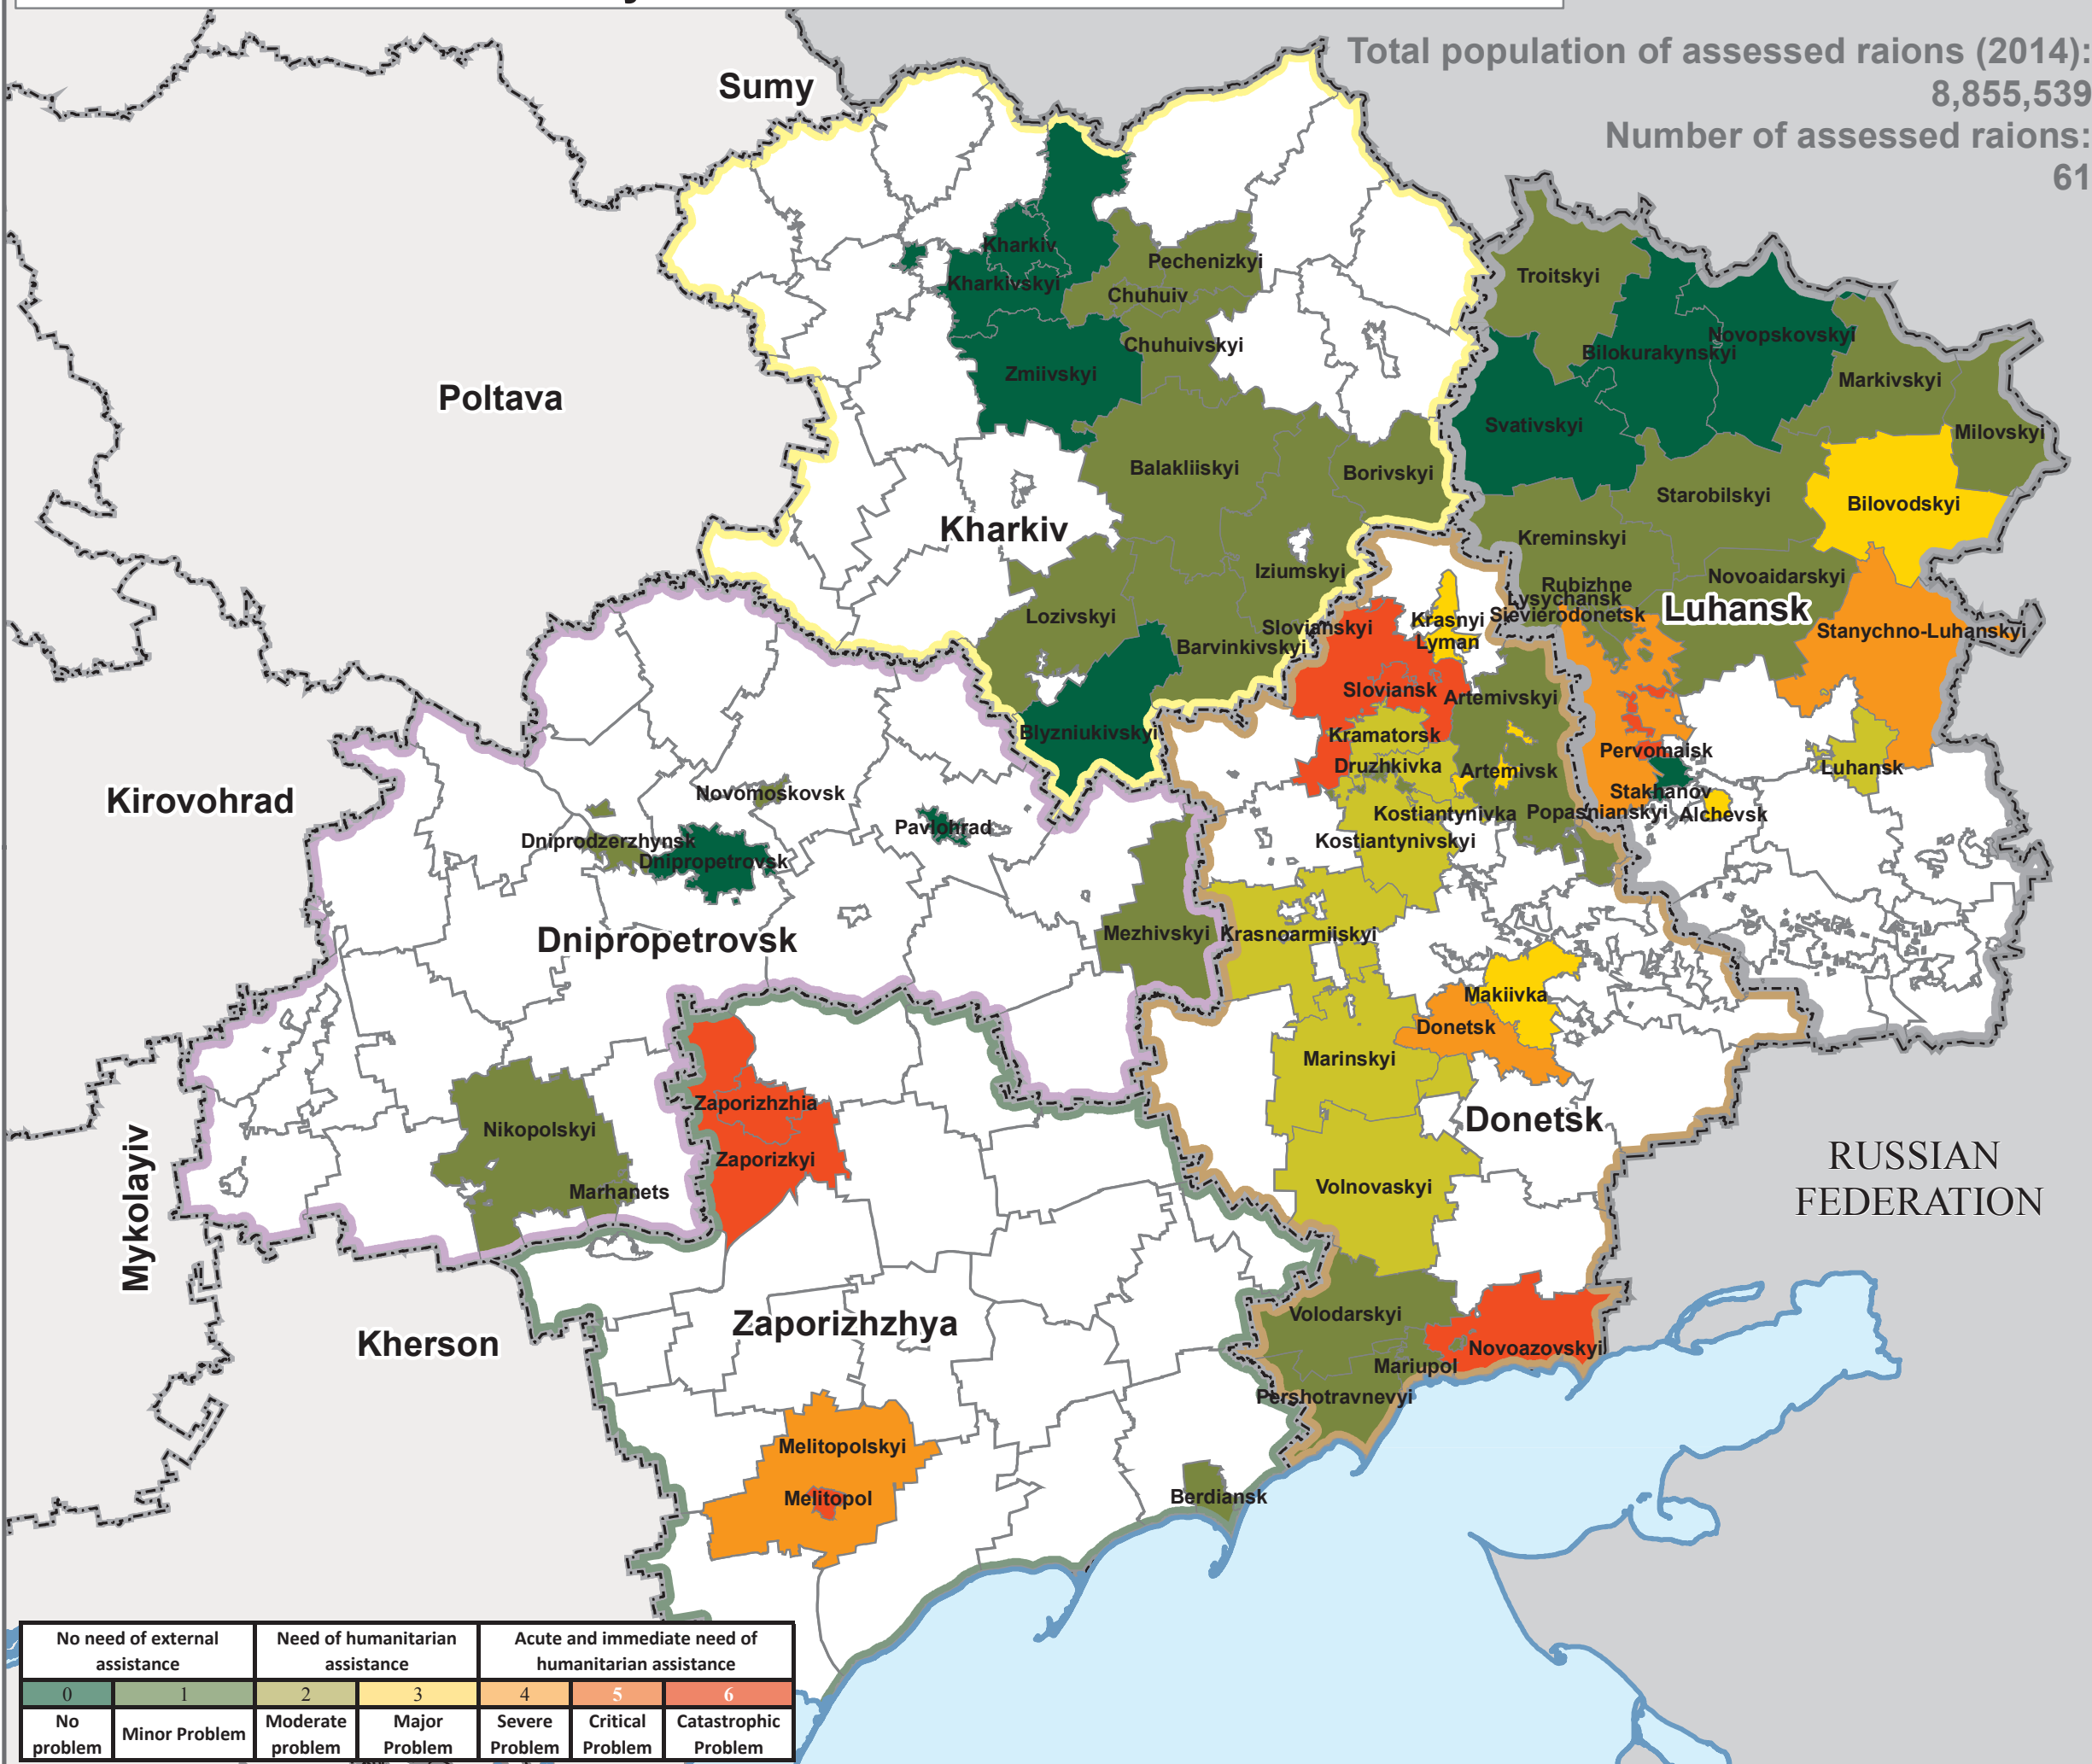 Total population of assessed raions (2014):
8,855,539
Number of assessed raions:
61
Sumy
Poltava
Kharkiv
Kharkivskyi
Pechenizkyi
Chuhuiv
Chuhuivskyi
Zmiivskyi
Troitskyi
Novopskovskyi
Bilokurakynskyi
Markivskyi
Svativskyi
Milovskyi
Balakliiskyi
Borivskyi
Starobilskyi
Bilovodskyi
Kharkiv
Kreminskyi
Iziumskyi
Novoaidarskyi
Rubizhne
Lysychansk
Sievierodonetsk
Luhansk
Lozivskyi
Slovianskyi
Krasnyi
Lyman
Stanychno-Luhanskyi
Barvinkivskyi
Sloviansk
Artemivskyi
Blyzniukivskyi
Kramatorsk
Druzhkivka
Artemivsk
Pervomaisk
Luhansk
Stakhanov
Kirovohrad
Novomoskovsk
Kostiantynivka
Popasnianskyi
Alchevsk
Pavlohrad
Dniprodzerzhynsk
Dnipropetrovsk
Kostiantynivskyi
Dnipropetrovsk
Mezhivskyi
Krasnoarmiiskyi
Makiivka
Donetsk
Marinskyi
Zaporizhzhia
Donetsk
Nikopolskyi
Zaporizkyi
Marhanets
Volnovaskyi
RUSSIAN
FEDERATION
Mykolayiv
Kherson
Zaporizhzhya
Volodarskyi
Novoazovskyi
Mariupol
Pershotravnevyi
Melitopolskyi
Melitopol
Berdiansk
No need of external
assistance
Need of humanitarian
assistance
Acute and immediate need of
humanitarian assistance
0 1 2 3 4 5 6
No
problem
Minor Problem
Moderate
problem
Major
Problem
Severe
Problem
Critical
Problem
Catastrophic
Problem